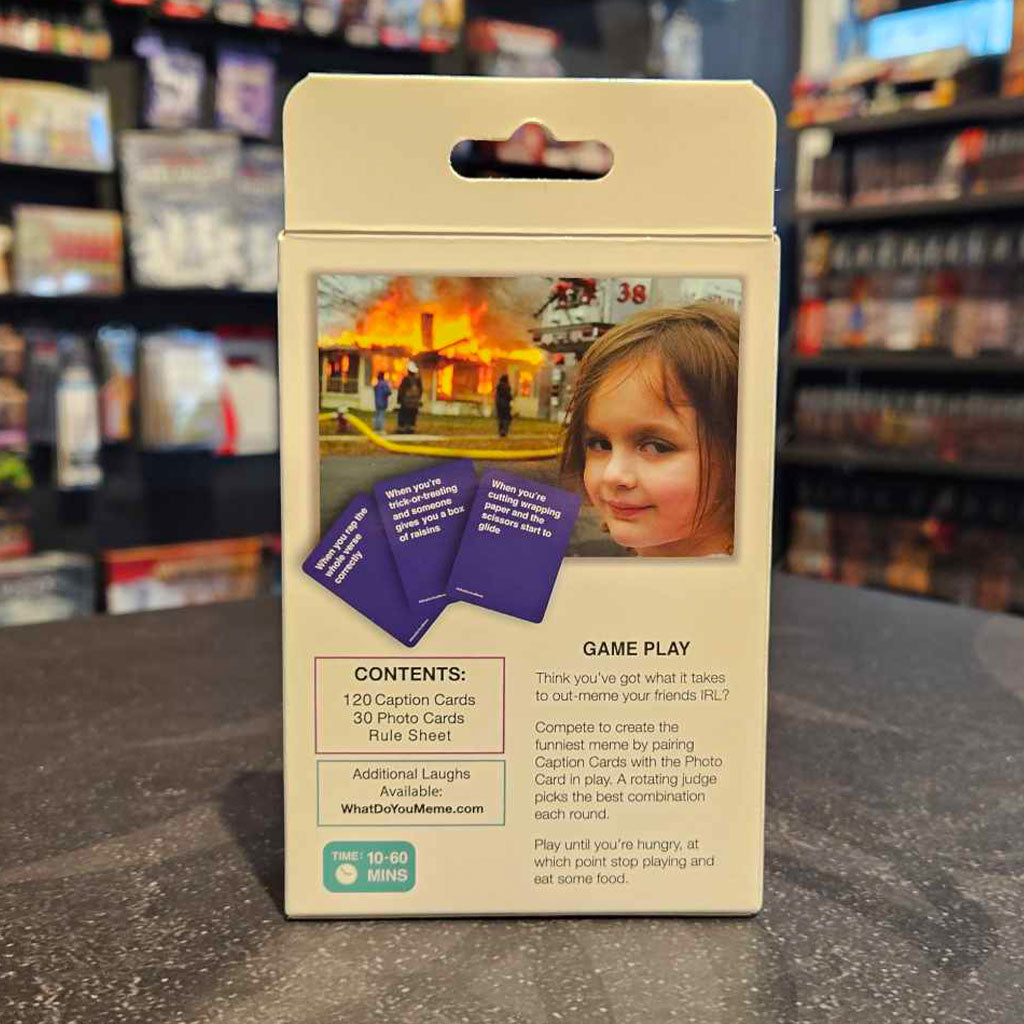 38
When you rap the
whole verse
correctly
When you're
trick-or-treating
and someone
gives you a box
of raisins
When you're
cutting wrapping
paper and the
scissors start to
glide
CONTENTS:
120 Caption Cards
30 Photo Cards
Rule Sheet
Additional Laughs
Available:
WhatDoYouMeme.com
TIME: 10-60
MINS
GAME PLAY
Think you've got what it takes
to out-meme your friends IRL?
Compete to create the
funniest meme by pairing
Caption Cards with the Photo
Card in play. A rotating judge
picks the best combination
each round.
Play until you're hungry, at
which point stop playing and
eat some food.